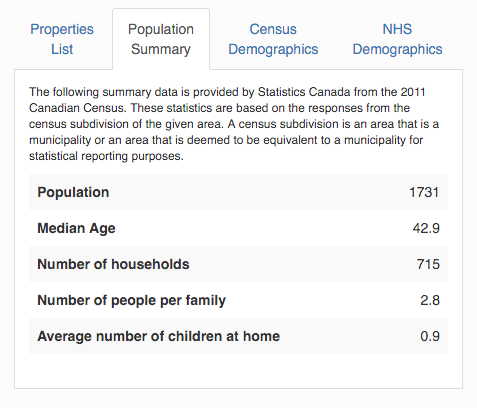 Properties List
Population Summary
Census Demographics
NHS Demographics
The following summary data is provided by Statistics Canada from the 2011
Canadian Census. These statistics are based on the responses from the
census subdivision of the given area. A census subdivision is an area that is a
municipality or an area that is deemed to be equivalent to a municipality for
statistical reporting purposes.
Population 1731
Median Age 42.9
Number of households 715
Number of people per family 2.8
Average number of children at home 0.9